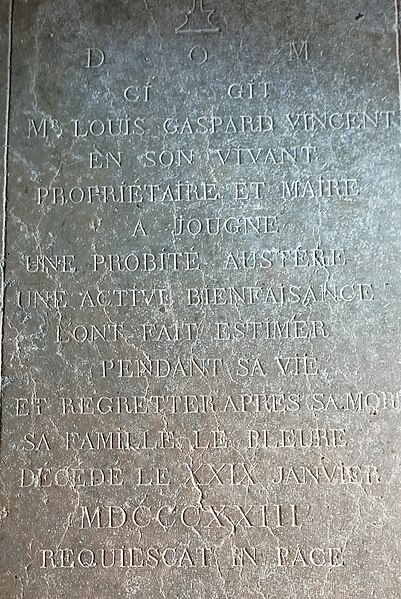 D O M
CI GIT
Mr LOUIS GASPARD VINCENT
EN SON VIVANT
PROPRIÉTAIRE ET MAIRE
A JOUGNE
UNE PROBITÉ AUSTÈRE
UNE ACTIVE BIENFAISANCE
L'ONT FAIT ESTIMER
PENDANT SA VIE
ET REGRETTER APRÈS SA MOR
SA FAMILLE LE PLEURE
DÉCÉDÉ LE XXIX JANVIER
MDCCCXXIII
REQUIESCAT IN PACE